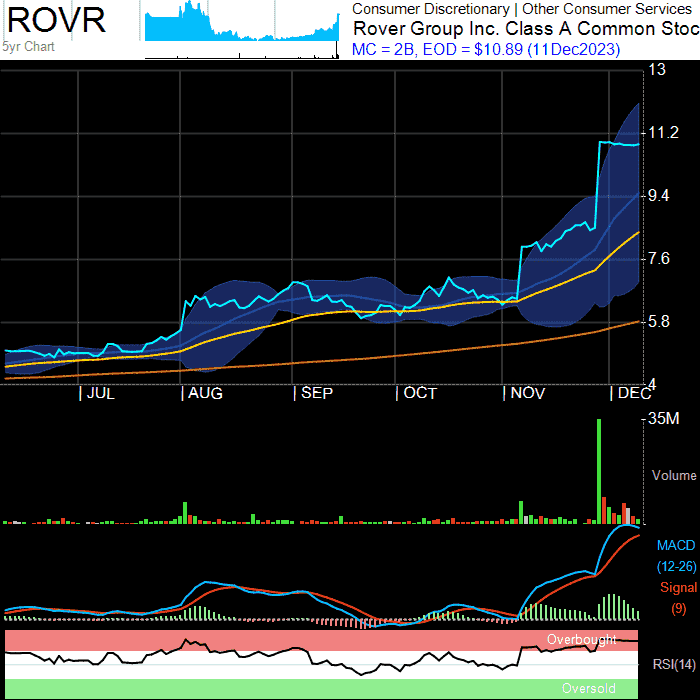 ROVR
5yr Chart
Consumer Discretionary | Other Consumer Services
Rover Group Inc. Class A Common Stoc
MC = 2B, EOD = $10.89 (11Dec2023)
13
11.2
9.4
7.6
5.8
4
| JUL | AUG | SEP | OCT | NOV | DEC
35M
Volume
MACD
(12-26)
Signal
(9)
Overbought
RSI(14)
Oversold